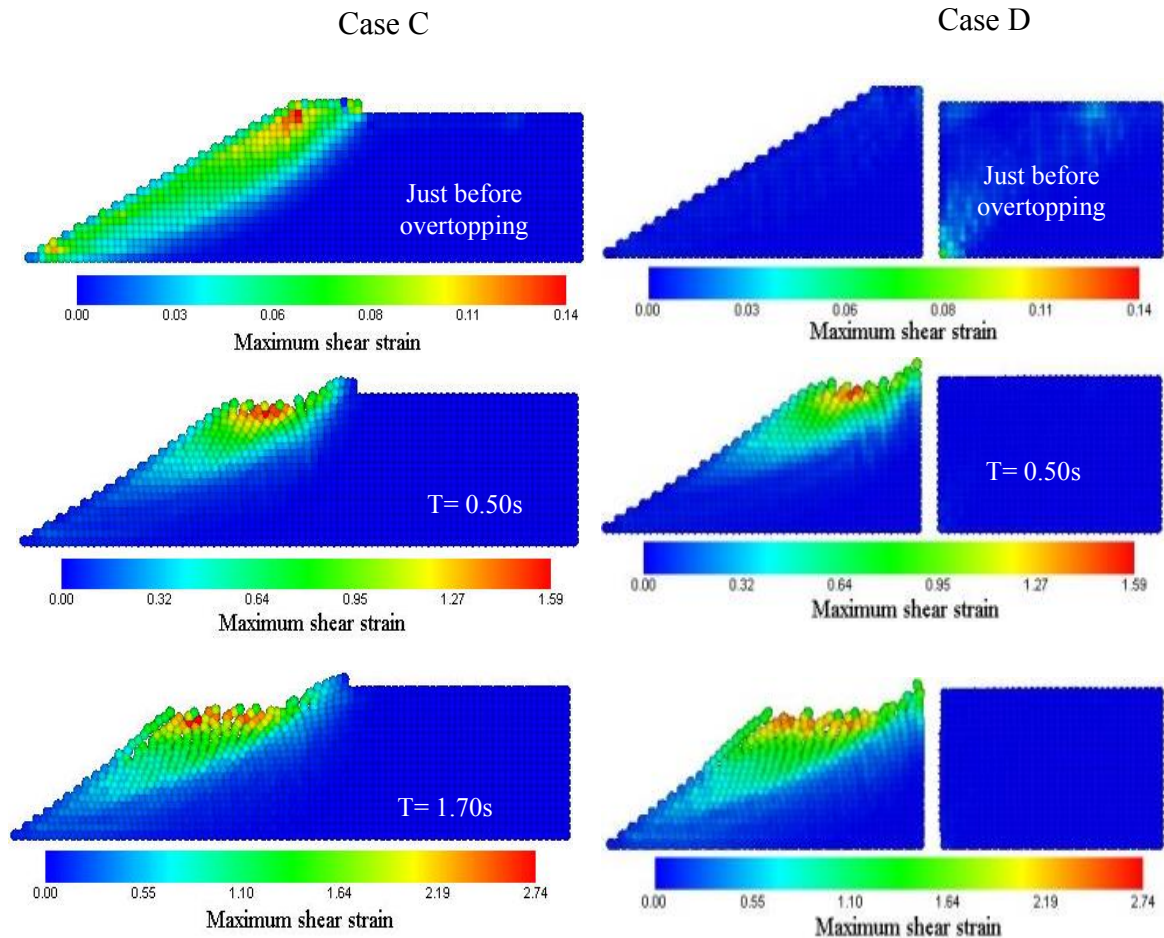 Case C
Case D
Just before
overtopping
Just before
overtopping
0.00 0.03 0.06 0.08 0.11 0.14
Maximum shear strain
0.00 0.03 0.06 0.08 0.11 0.14
Maximum shear strain
T= 0.50s
T= 0.50s
0.00 0.32 0.64 0.95 1.27 1.59
Maximum shear strain
0.00 0.32 0.64 0.95 1.27 1.59
Maximum shear strain
T= 1.70s
0.00 0.55 1.10 1.64 2.19 2.74
Maximum shear strain
0.00 0.55 1.10 1.64 2.19 2.74
Maximum shear strain